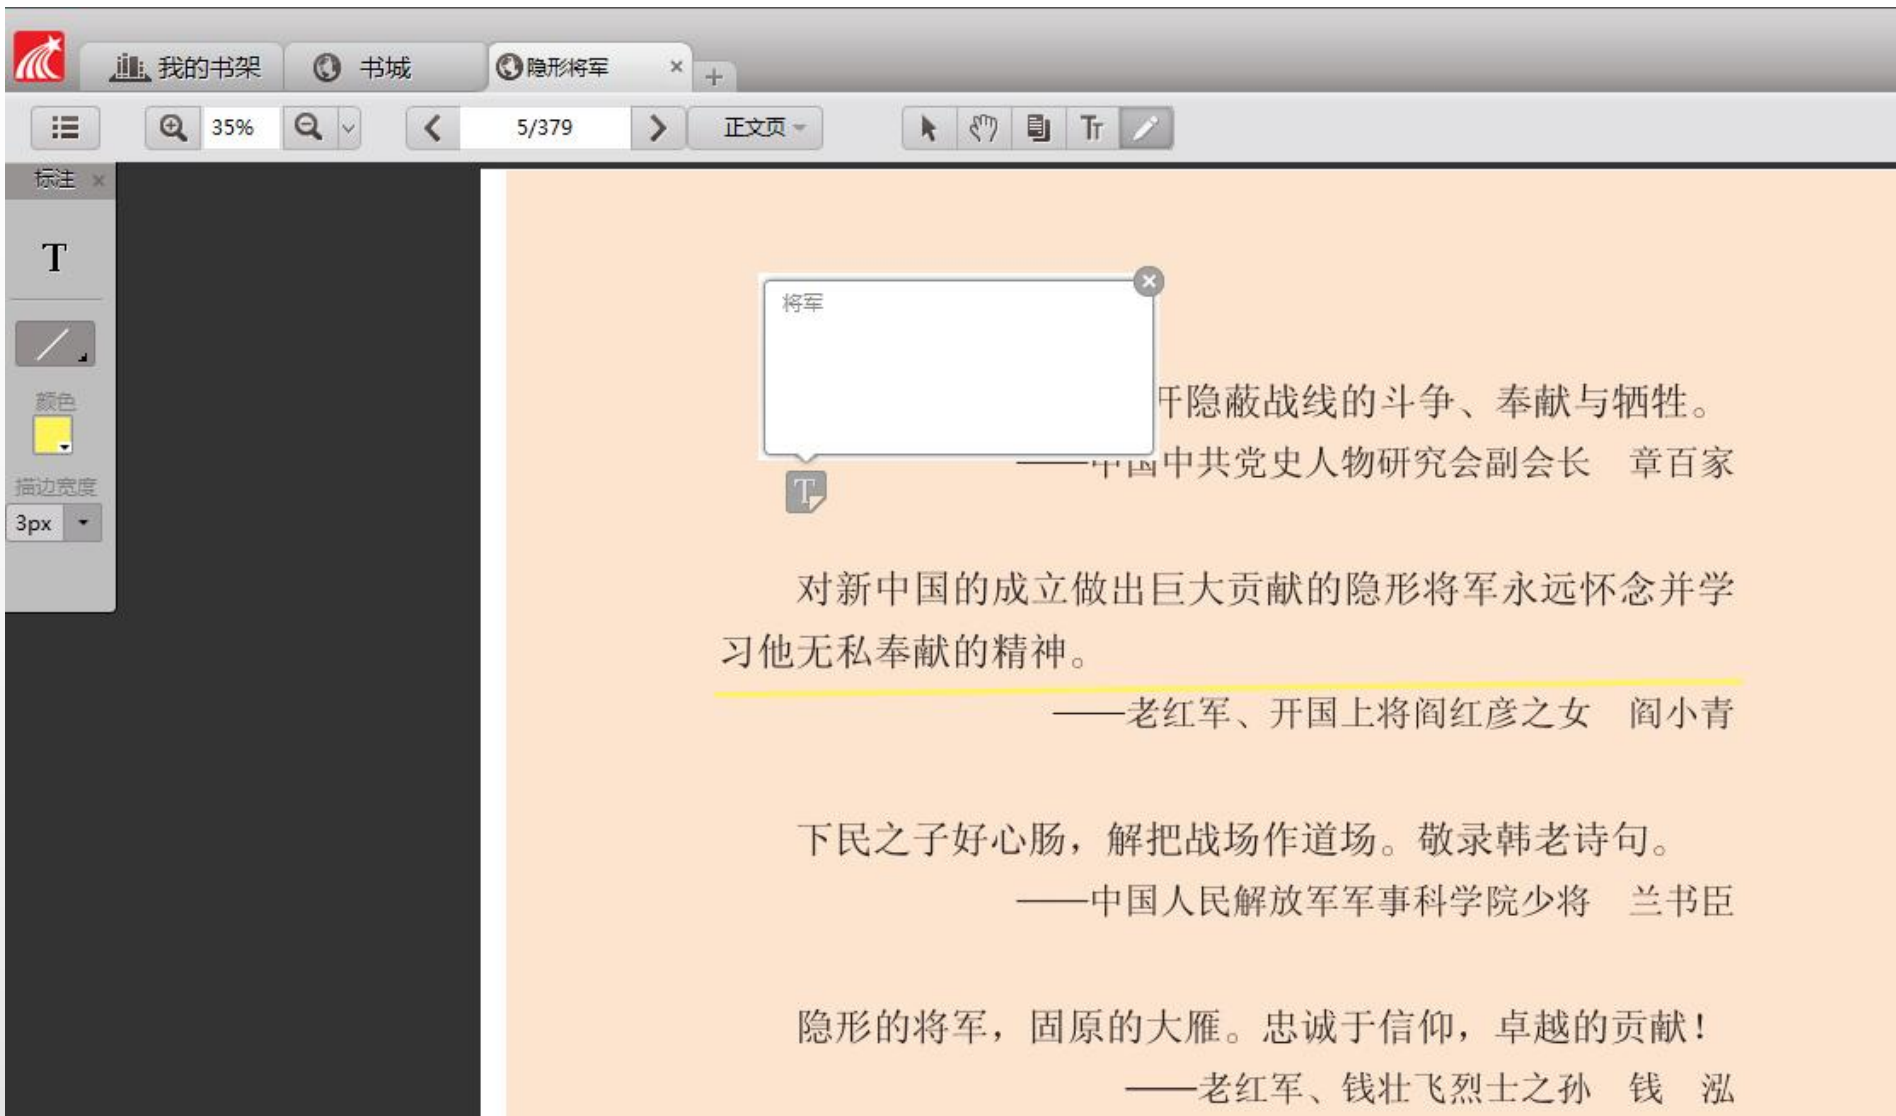 我的书架 书城 隐形将军
35% 5/379 正文页 Tr
标注
T
颜色
描边宽度
3px
将军
隐蔽战线的斗争、奉献与牺牲。
——中国中共党史人物研究会副会长 章百家
T
对新中国的成立做出巨大贡献的隐形将军永远怀念并学
习他无私奉献的精神。
——老红军、开国上将阎红彦之女 阎小青
下民之子好心肠，解把战场作道场。敬录韩老诗句。
——中国人民解放军军事科学院少将 兰书臣
隐形的将军，固原的大雁。忠诚于信仰，卓越的贡献！
——老红军、钱壮飞烈士之孙 钱 泓